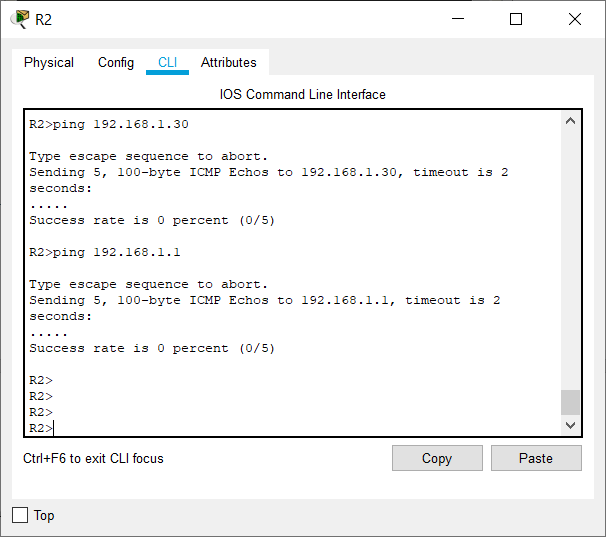 R2
Physical Config CLI Attributes
IOS Command Line Interface
R2>ping 192.168.1.30
Type escape sequence to abort.
Sending 5, 100-byte ICMP Echos to 192.168.1.30, timeout is 2
seconds:
.....
Success rate is 0 percent (0/5)
R2>ping 192.168.1.1
Type escape sequence to abort.
Sending 5, 100-byte ICMP Echos to 192.168.1.1, timeout is 2
seconds:
.....
Success rate is 0 percent (0/5)
R2>
R2>
R2>
R2>
Ctrl+F6 to exit CLI focus Copy Paste
Top